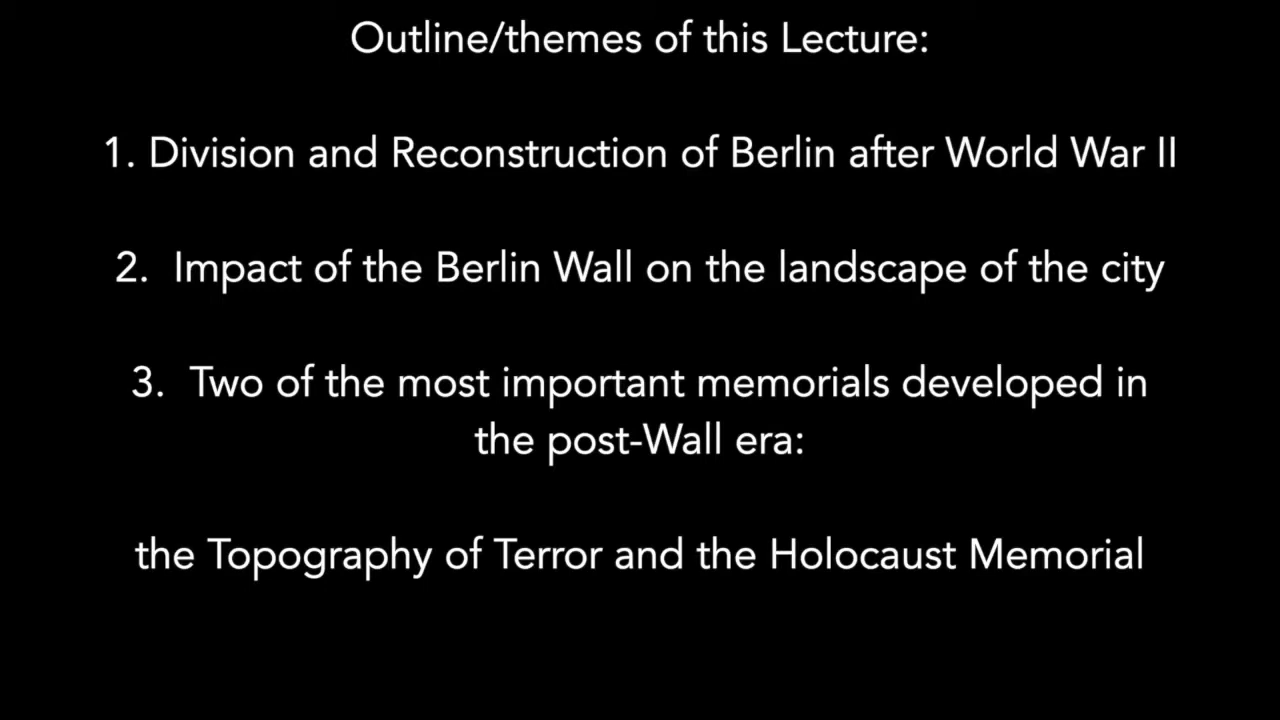 Outline/themes of this Lecture:
1. Division and Reconstruction of Berlin after World War II
2. Impact of the Berlin Wall on the landscape of the city
3. Two of the most important memorials developed in
the post-Wall era:
the Topography of Terror and the Holocaust Memorial